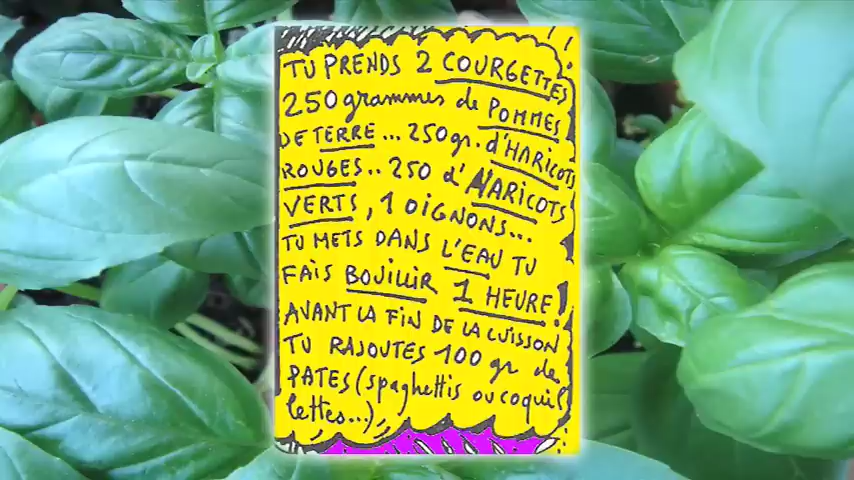 TU PRENDS 2 COURGETTES
250 grammes de POMMES
DE TERRE... 250 gr. d'HARICOTS
ROUGES.. 250 d'HARICOTS
VERTS, 1 OIGNONS...
TU METS DANS L'EAU TU
FAIS BOUILLIR 1 HEURE!
AVANT LA FIN DE LA CUISSON
TU RAJOUTES 100 gr de
PATES (spaghettis ou coquil
lettes...)